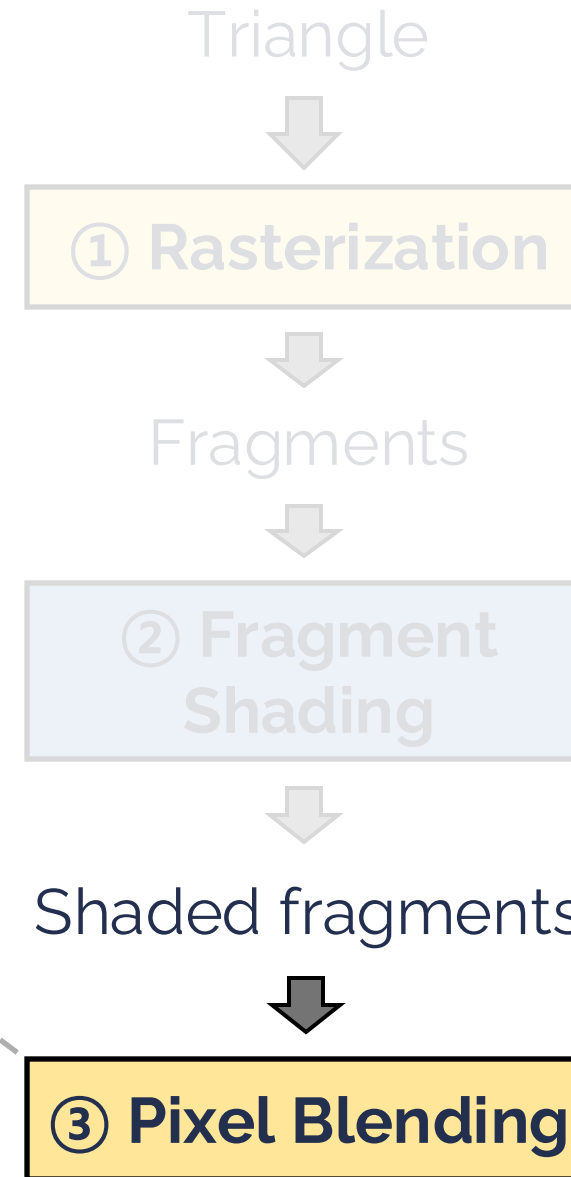 Triangle
① Rasterization
Fragments
② Fragment
Shading
Shaded fragments
③ Pixel Blending